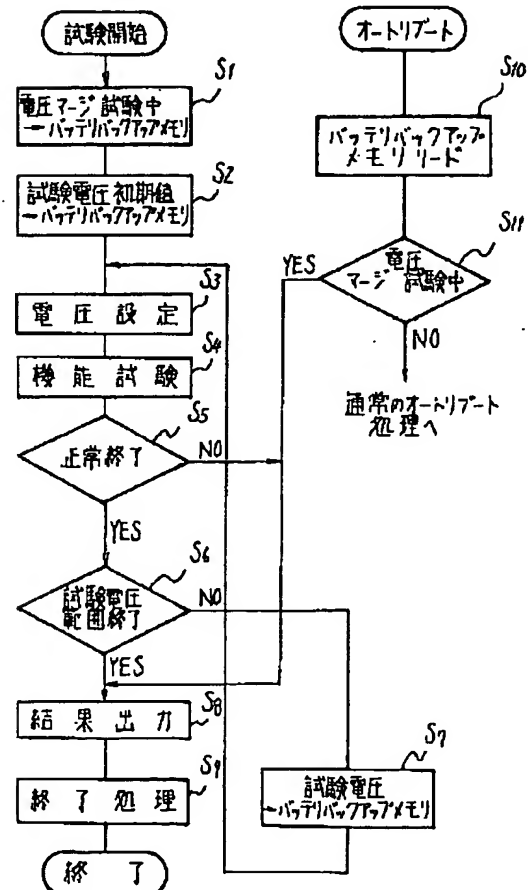 試験開始
S1
電圧マージ試験中
→バッテリバックアップメモリ
S2
試験電圧初期値
→バッテリバックアップメモリ
S3
電圧設定
S4
機能試験
S5
正常終了
NO
YES
S6
試験電圧
範囲終了
NO
YES
S8
結果出力
S9
終了処理
終了
S7
試験電圧
→バッテリバックアップメモリ
オートリブート
S10
バッテリバックアップ
メモリリード
S11
電圧
マージ試験中
YES
NO
通常のオートリブート
処理へ